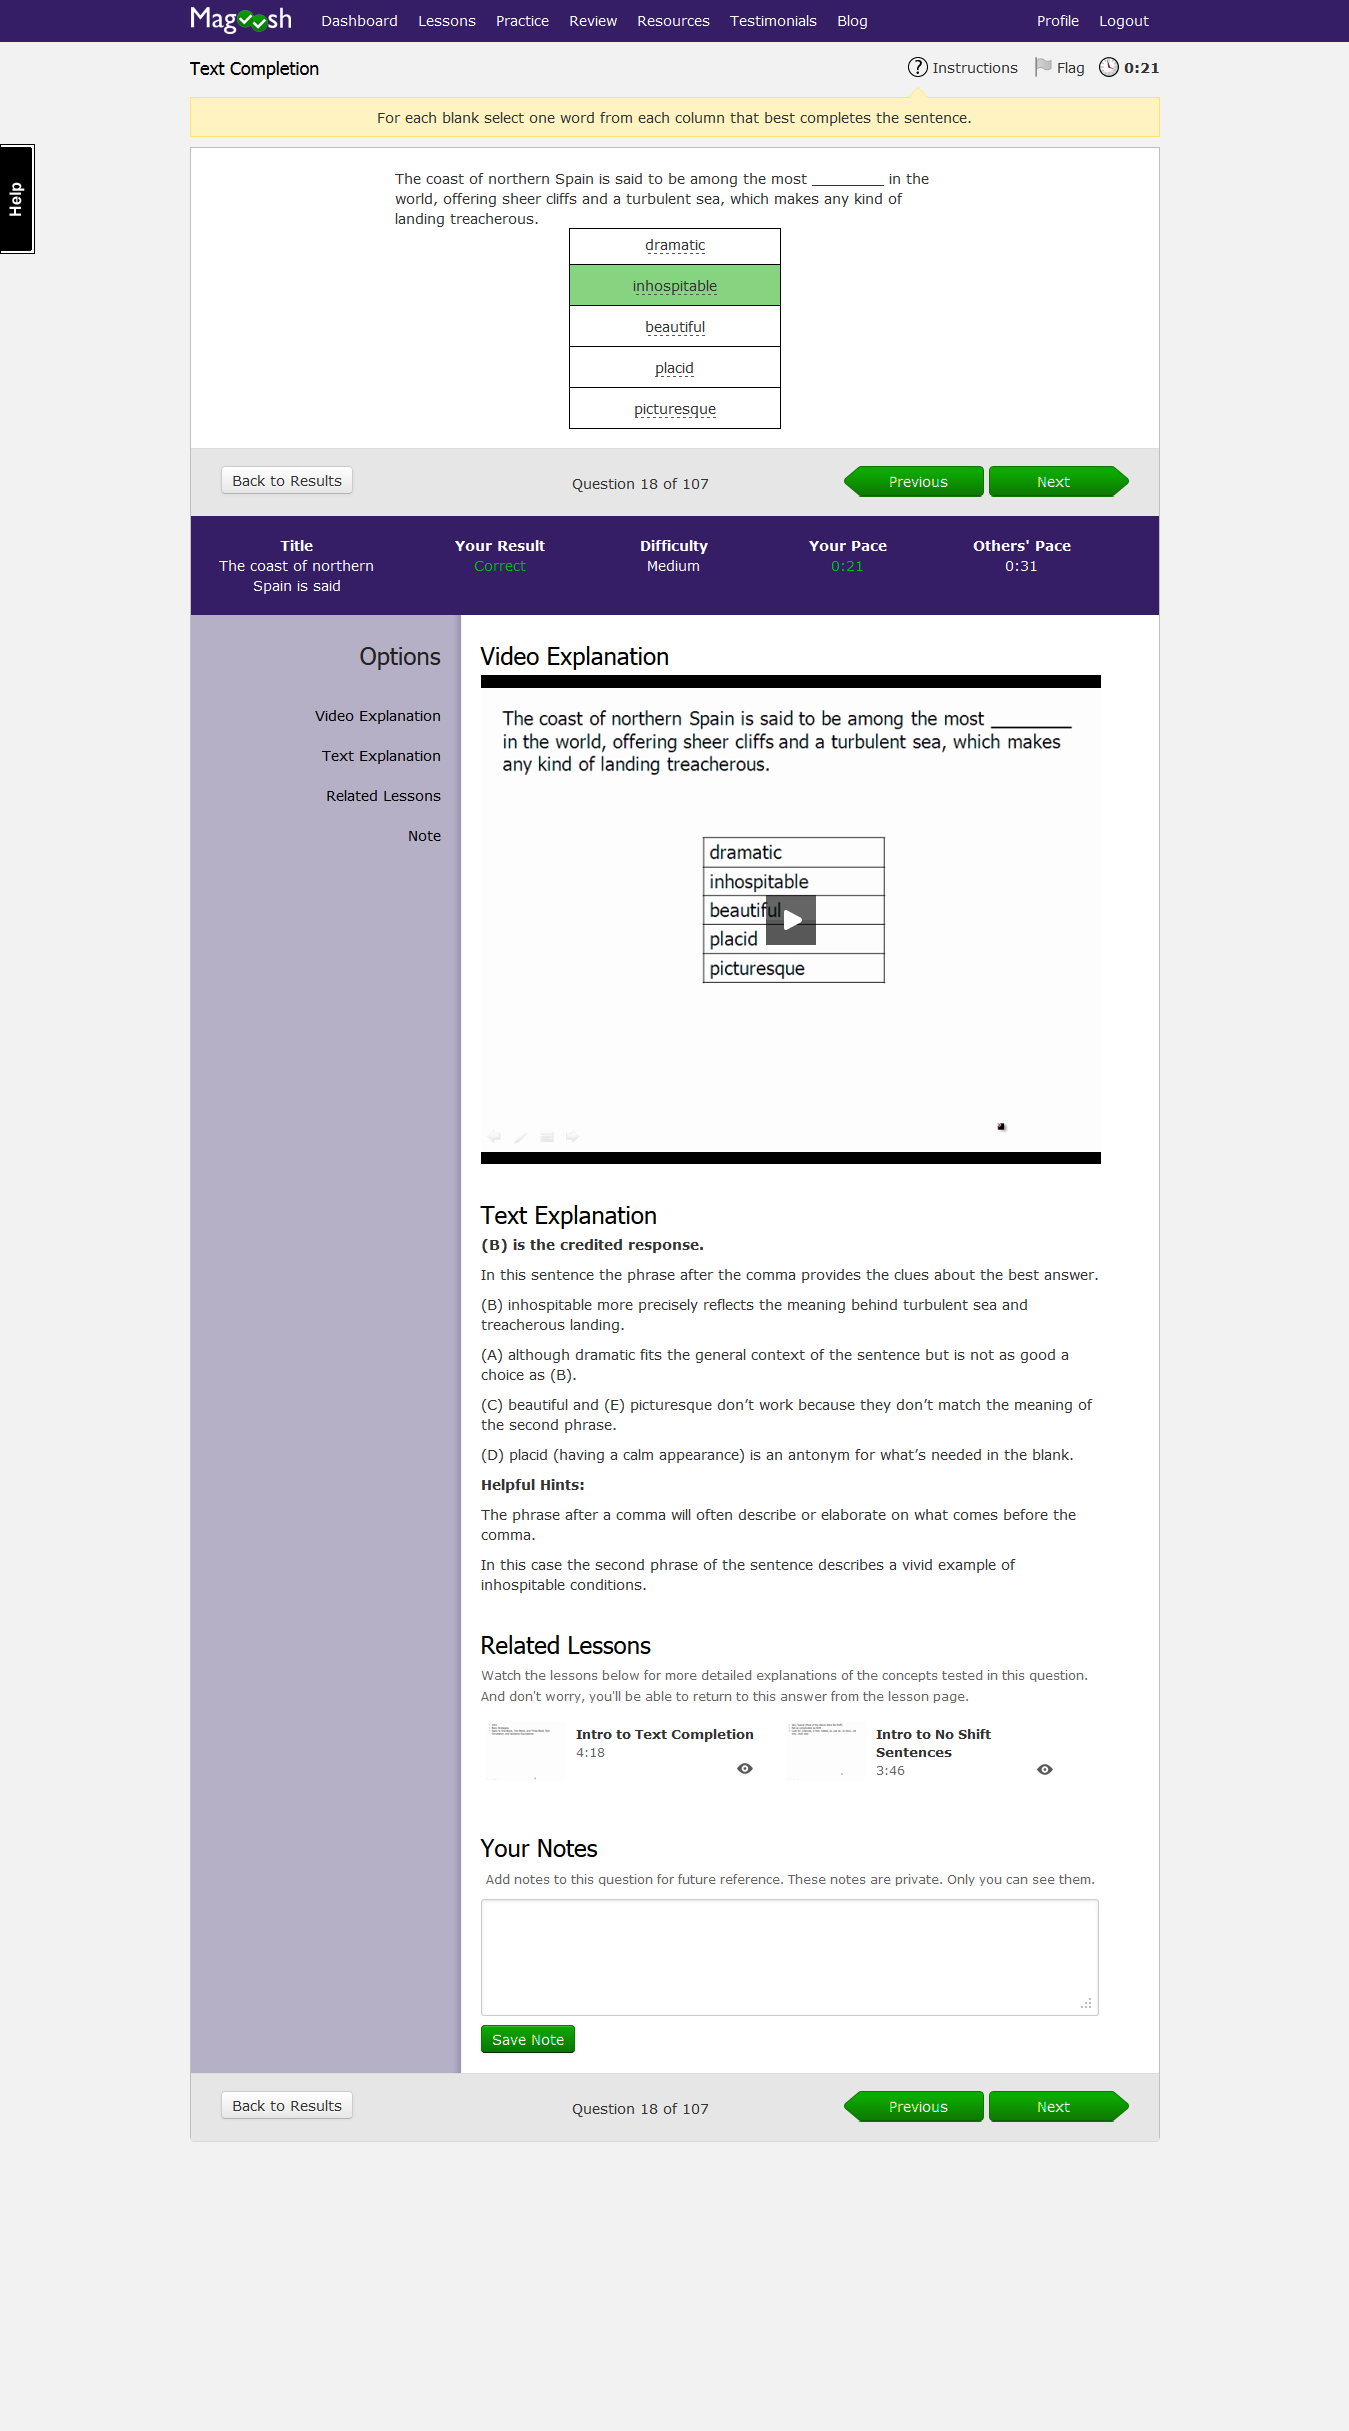 Magoosh Dashboard Lessons Practice Review Resources Testimonials Blog Profile Logout
Text Completion
Instructions Flag 0:21
For each blank select one word from each column that best completes the sentence.
Help
The coast of northern Spain is said to be among the most _________ in the
world, offering sheer cliffs and a turbulent sea, which makes any kind of
landing treacherous.
dramatic
inhospitable
beautiful
placid
picturesque
Back to Results Question 18 of 107 Previous Next
Title Your Result Difficulty Your Pace Others' Pace
The coast of northern Correct Medium 0:21 0:31
Spain is said
Options
Video Explanation
Text Explanation
Related Lessons
Note
Video Explanation
The coast of northern Spain is said to be among the most ________
in the world, offering sheer cliffs and a turbulent sea, which makes
any kind of landing treacherous.
dramatic
inhospitable
beautiful
placid
picturesque
Text Explanation
(B) is the credited response.
In this sentence the phrase after the comma provides the clues about the best answer.
(B) inhospitable more precisely reflects the meaning behind turbulent sea and
treacherous landing.
(A) although dramatic fits the general context of the sentence but is not as good a
choice as (B).
(C) beautiful and (E) picturesque don’t work because they don’t match the meaning of
the second phrase.
(D) placid (having a calm appearance) is an antonym for what’s needed in the blank.
Helpful Hints:
The phrase after a comma will often describe or elaborate on what comes before the
comma.
In this case the second phrase of the sentence describes a vivid example of
inhospitable conditions.
Related Lessons
Watch the lessons below for more detailed explanations of the concepts tested in this question.
And don't worry, you'll be able to return to this answer from the lesson page.
Intro to Text Completion
4:18
Intro to No Shift
Sentences
3:46
Your Notes
Add notes to this question for future reference. These notes are private. Only you can see them.
Save Note
Back to Results Question 18 of 107 Previous Next